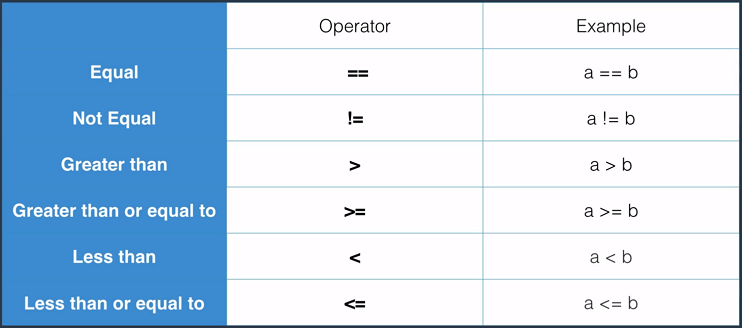 Operator Example
Equal == a == b
Not Equal != a != b
Greater than > a > b
Greater than or equal to >= a >= b
Less than < a < b
Less than or equal to <= a <= b